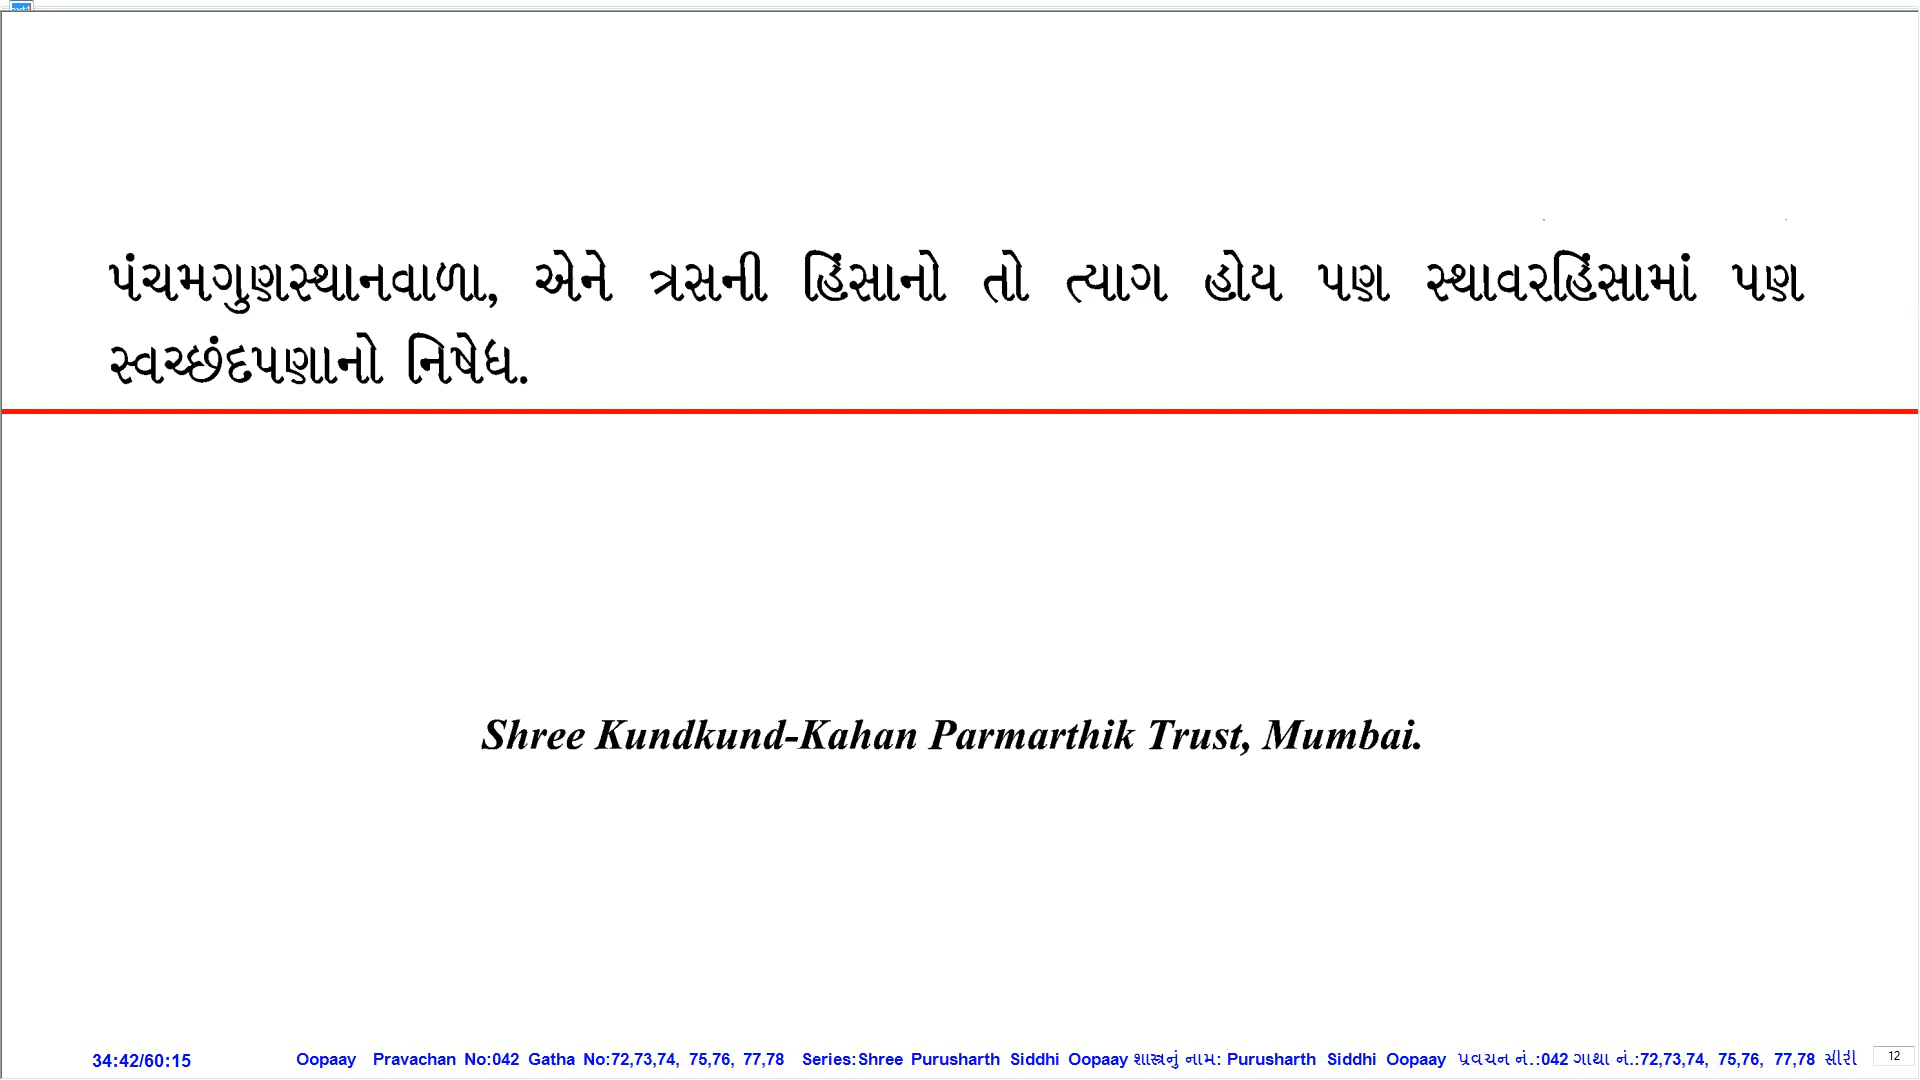 પંચમગુણસ્થાનવાળા, એને ત્રસની હિંસાનો તો ત્યાગ હોય પણ સ્થાવરહિંસામાં પણ
સ્વચ્છંદપણાનો નિષેધ.
Shree Kundkund-Kahan Parmarthik Trust, Mumbai.
34:42/60:15 Oopaay Pravachan No:042 Gatha No:72,73,74, 75,76, 77,78 Series:Shree Purusharth Siddhi Oopaay શાસ્ત્રનું નામ: Purusharth Siddhi Oopaay પ્રવચન નં.:042 ગાથા નં.:72,73,74, 75,76, 77,78 સીરી 12